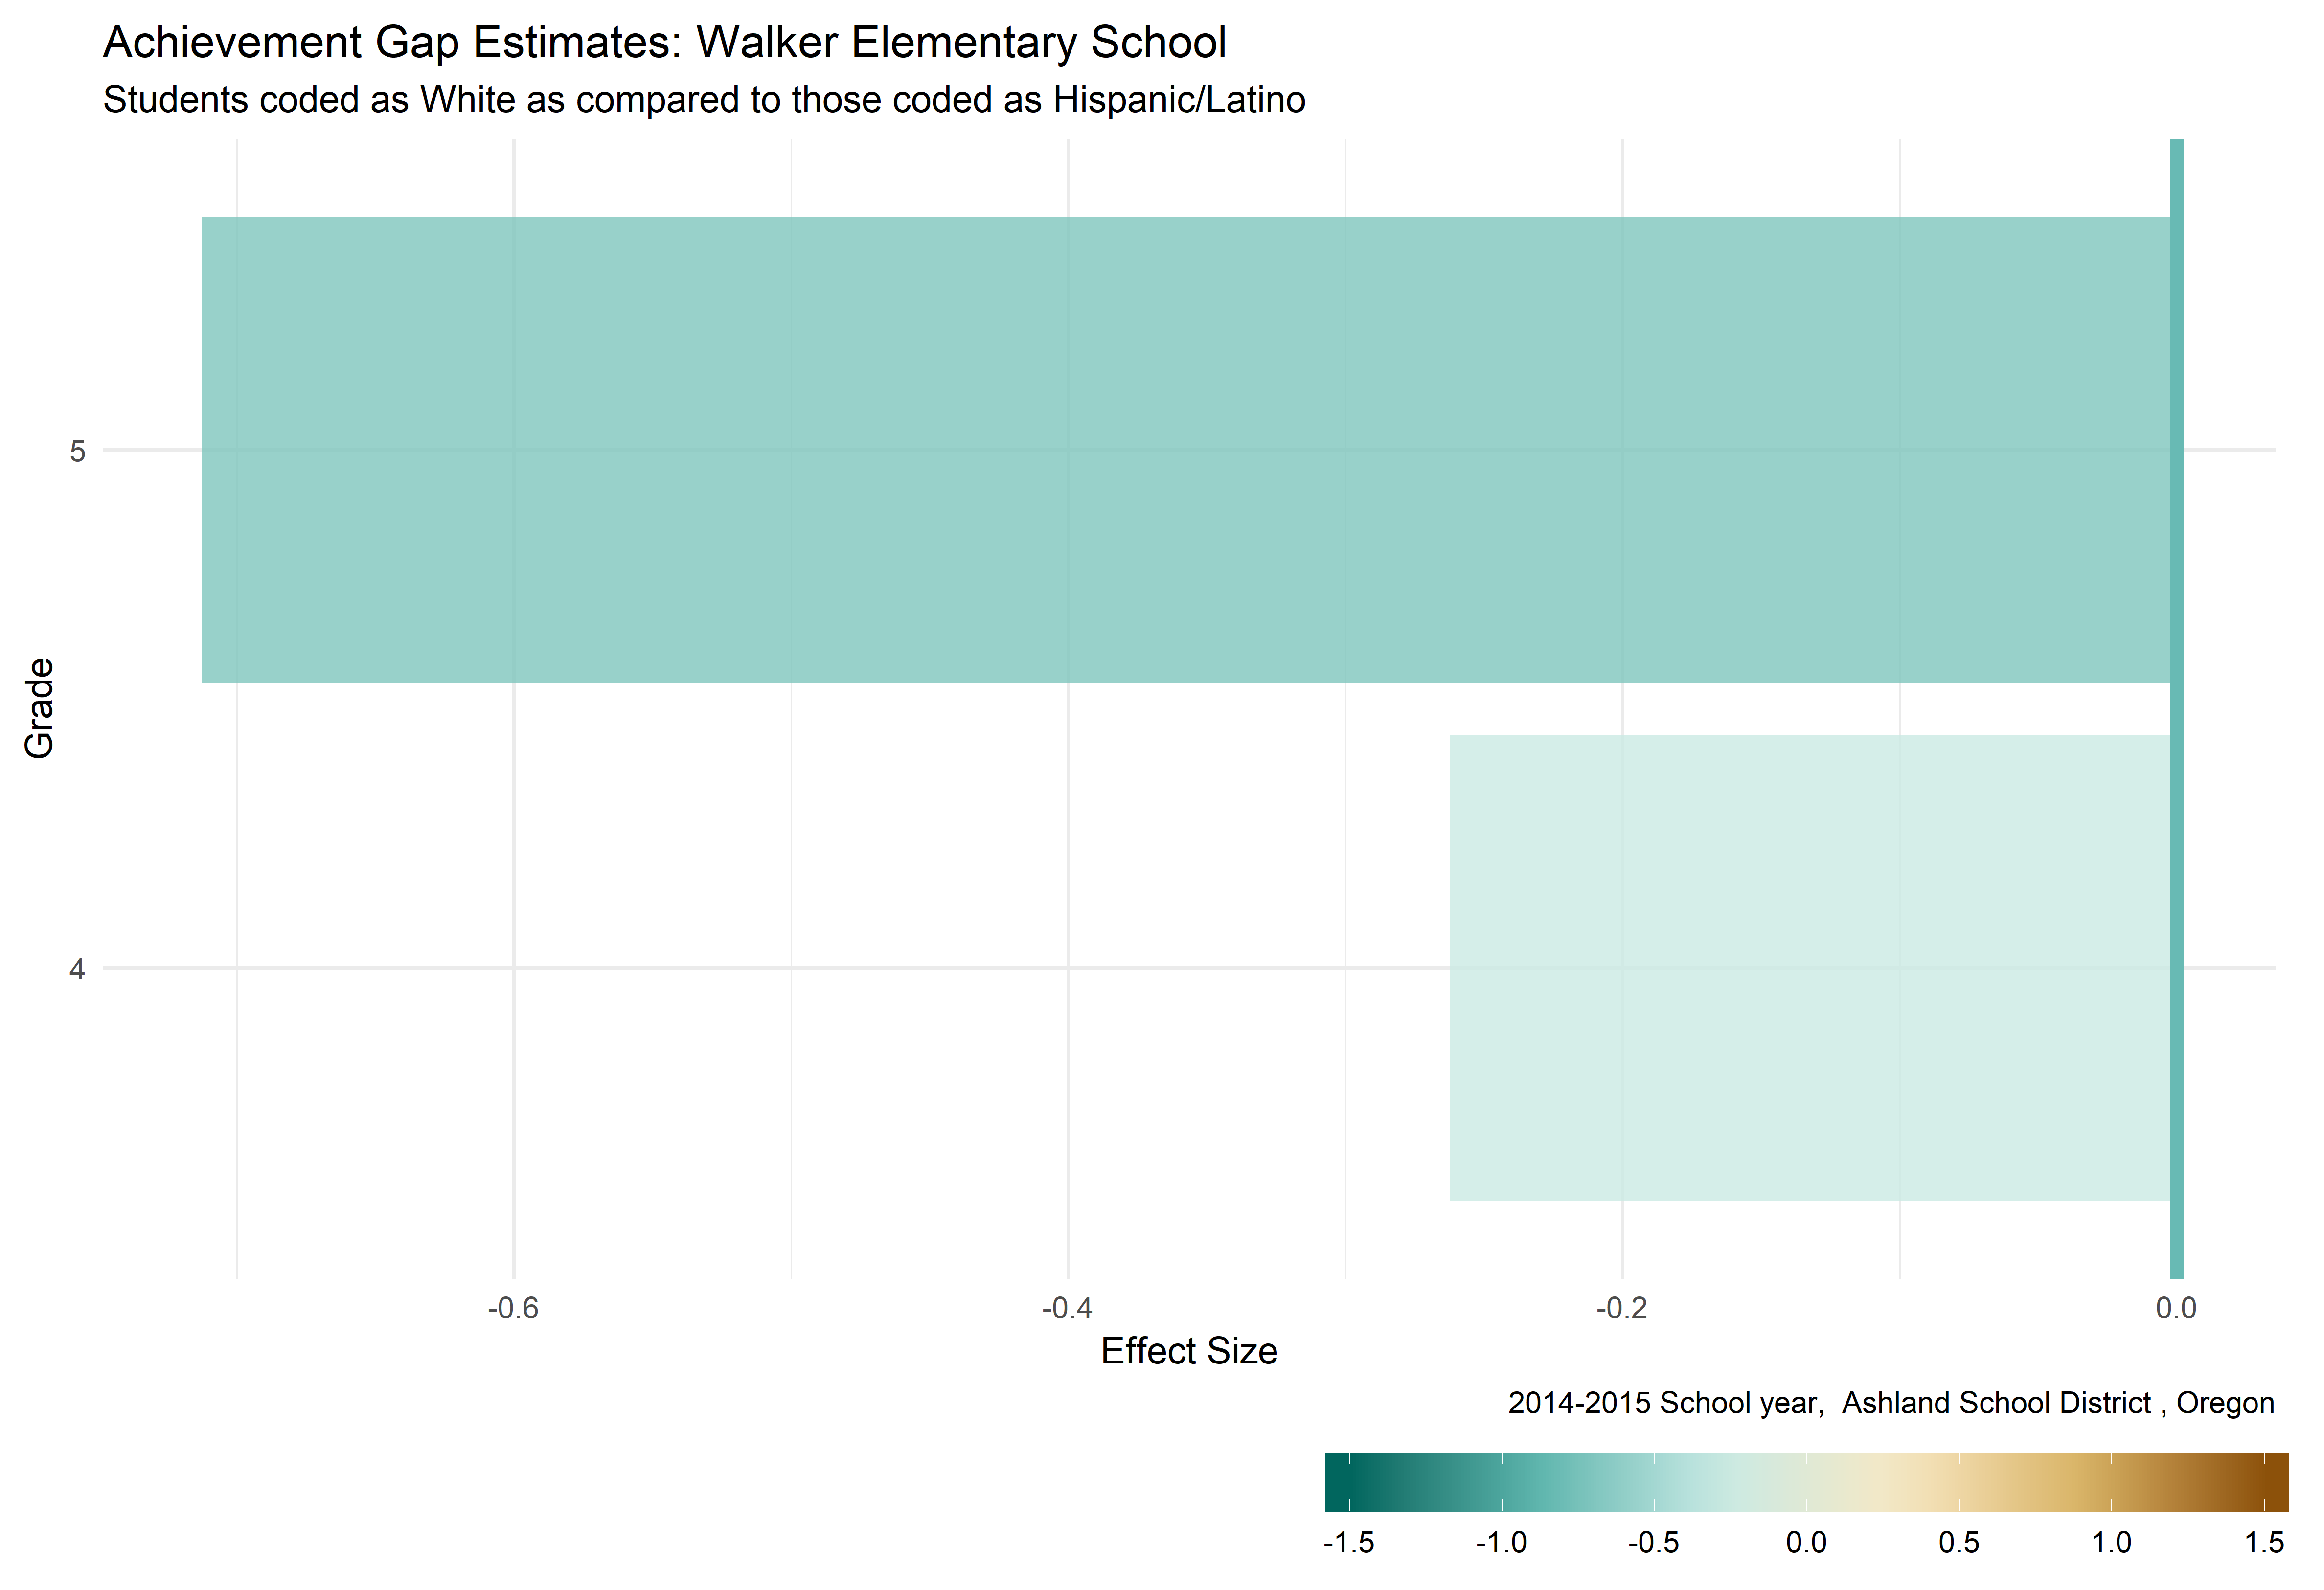 Achievement Gap Estimates: Walker Elementary School
Students coded as White as compared to those coded as Hispanic/Latino
5
Grade
4
-0.6 -0.4 -0.2 0.0
Effect Size
2014-2015 School year,  Ashland School District , Oregon
-1.5 -1.0 -0.5 0.0 0.5 1.0 1.5